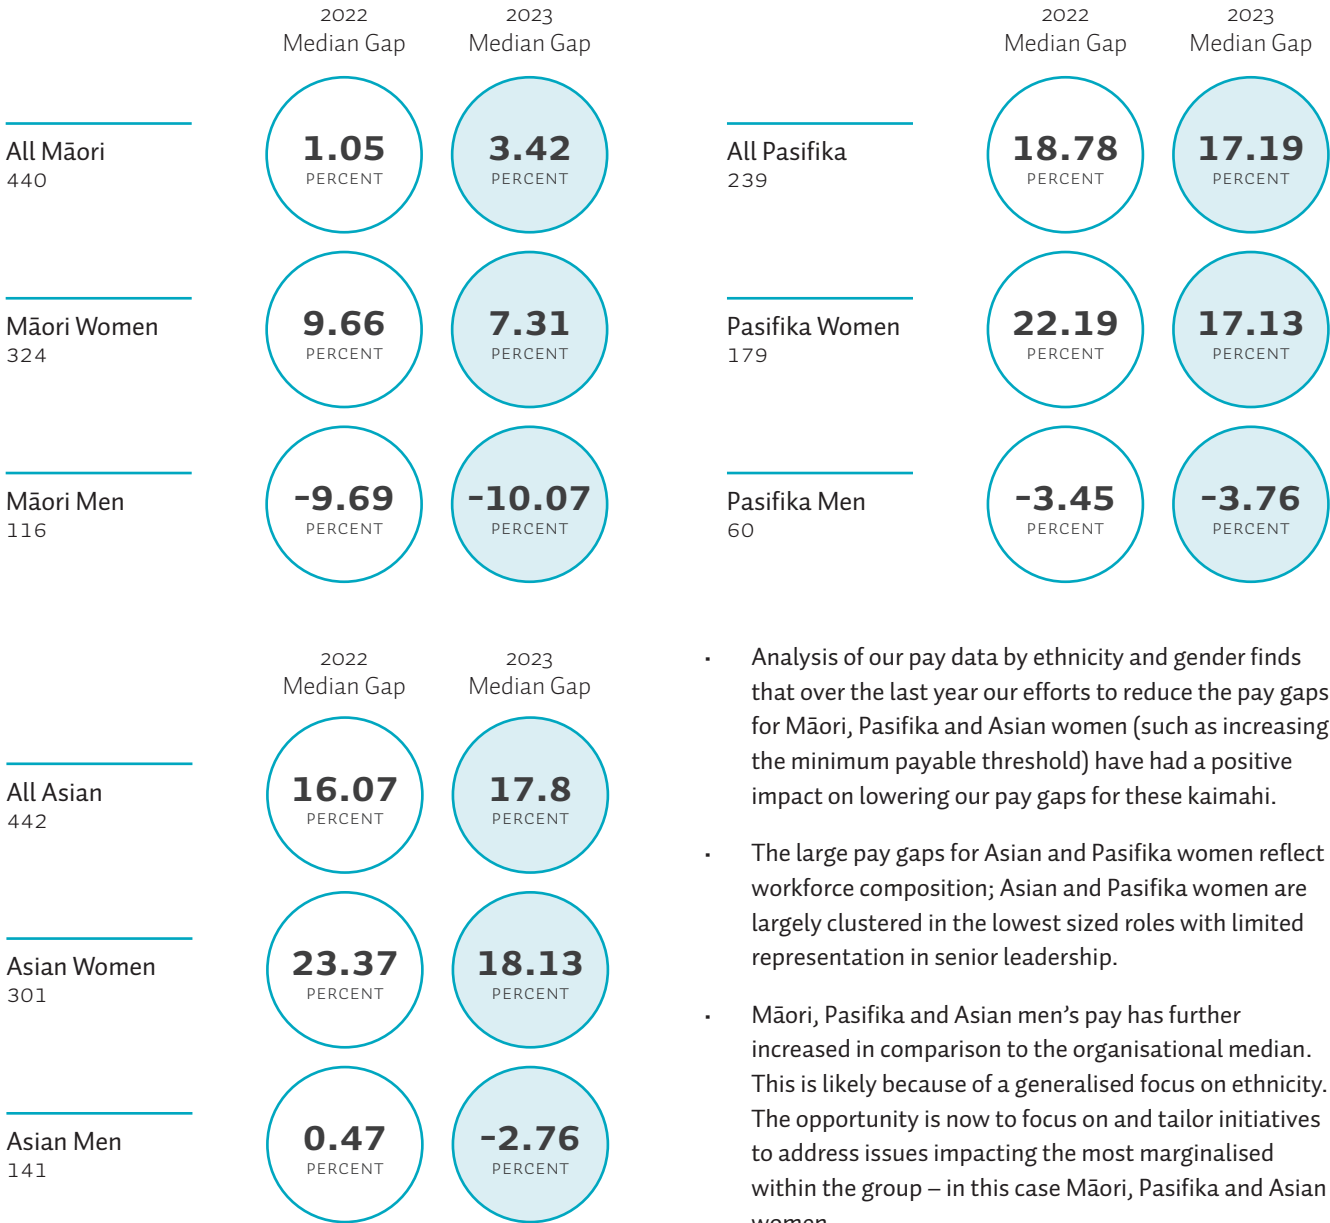 2022 2023
Median Gap Median Gap
All Māori
440
1.05 PERCENT
3.42 PERCENT
Māori Women
324
9.66 PERCENT
7.31 PERCENT
Māori Men
116
-9.69 PERCENT
-10.07 PERCENT
2022 2023
Median Gap Median Gap
All Pasifika
239
18.78 PERCENT
17.19 PERCENT
Pasifika Women
179
22.19 PERCENT
17.13 PERCENT
Pasifika Men
60
-3.45 PERCENT
-3.76 PERCENT
2022 2023
Median Gap Median Gap
All Asian
442
16.07 PERCENT
17.8 PERCENT
Asian Women
301
23.37 PERCENT
18.13 PERCENT
Asian Men
141
0.47 PERCENT
-2.76 PERCENT
• Analysis of our pay data by ethnicity and gender finds
that over the last year our efforts to reduce the pay gaps
for Māori, Pasifika and Asian women (such as increasing
the minimum payable threshold) have had a positive
impact on lowering our pay gaps for these kaimahi.
• The large pay gaps for Asian and Pasifika women reflect
workforce composition; Asian and Pasifika women are
largely clustered in the lowest sized roles with limited
representation in senior leadership.
• Māori, Pasifika and Asian men’s pay has further
increased in comparison to the organisational median.
This is likely because of a generalised focus on ethnicity.
The opportunity is now to focus on and tailor initiatives
to address issues impacting the most marginalised
within the group – in this case Māori, Pasifika and Asian
women